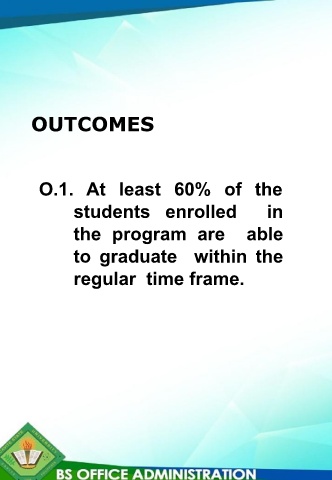 OUTCOMES
O.1. At least 60% of the
students enrolled in
the program are able
to graduate within the
regular time frame.
BS OFFICE ADMINISTRATION